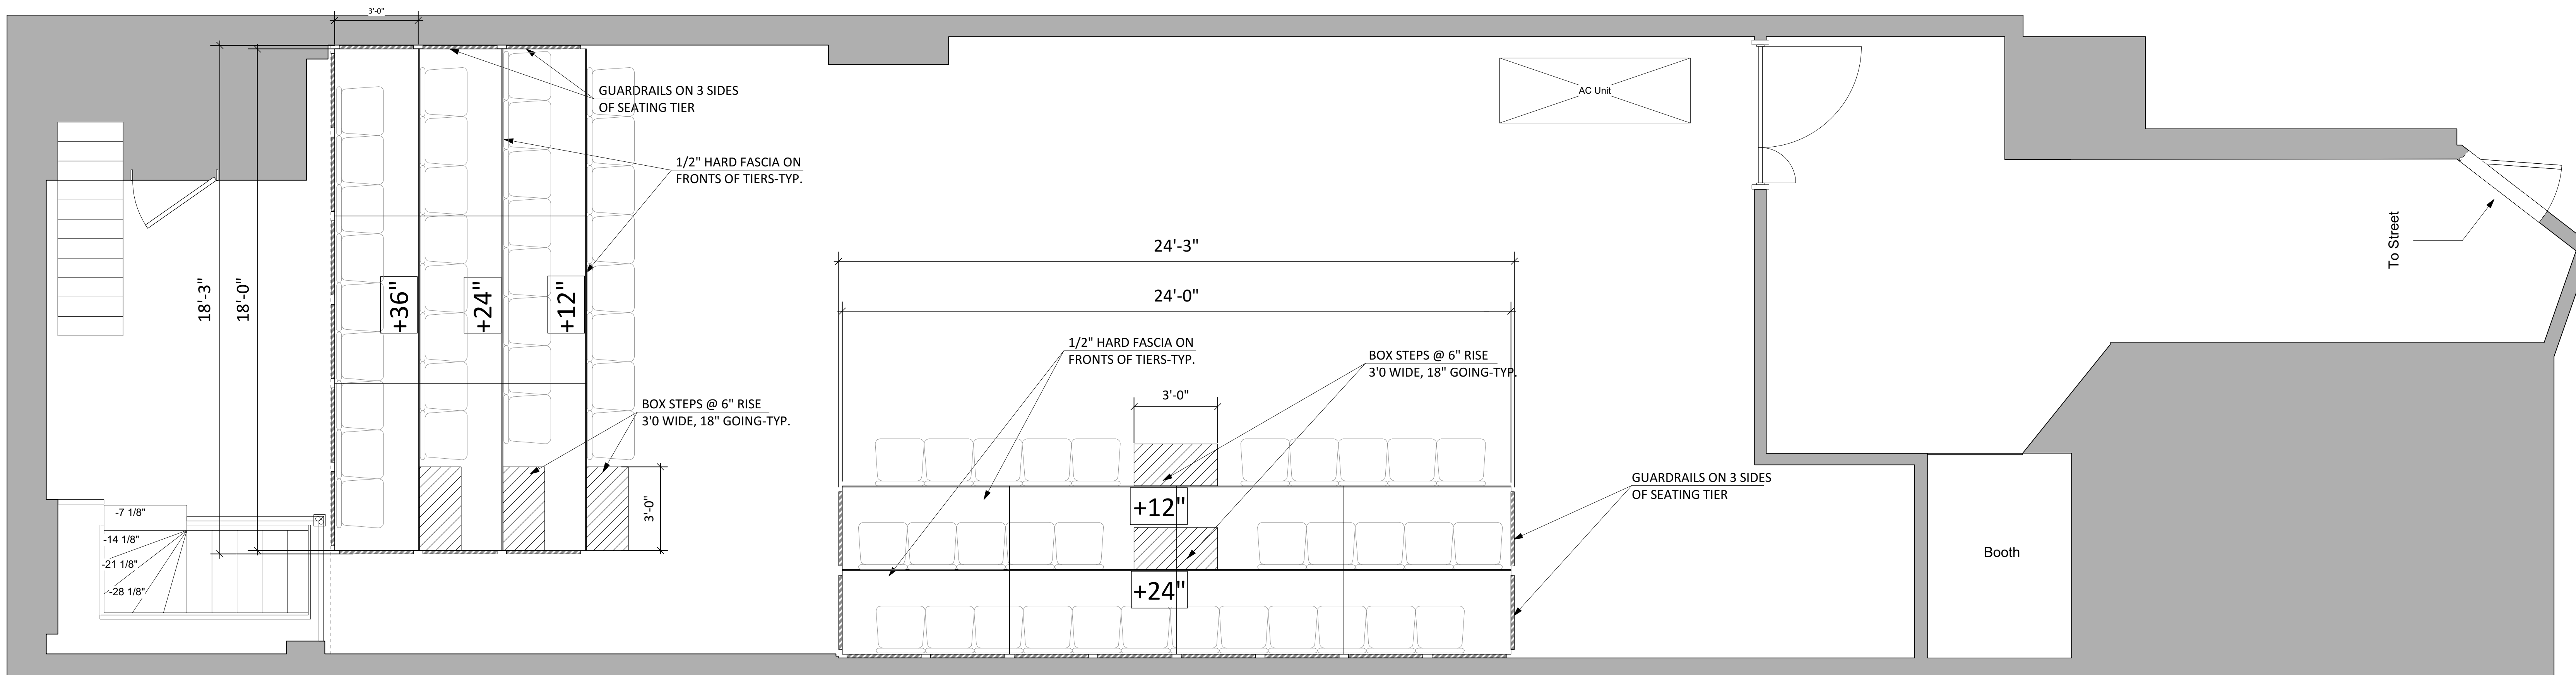 3'-0"
GUARDRAILS ON 3 SIDES
OF SEATING TIER
AC Unit
1/2" HARD FASCIA ON
FRONTS OF TIERS-TYP.
To Street
18'-3"
18'-0"
+36"
+24"
+12"
24'-3"
24'-0"
1/2" HARD FASCIA ON
FRONTS OF TIERS-TYP.
BOX STEPS @ 6" RISE
3'0 WIDE, 18" GOING-TYP.
3'-0"
BOX STEPS @ 6" RISE
3'0 WIDE, 18" GOING-TYP.
3'-0"
GUARDRAILS ON 3 SIDES
OF SEATING TIER
+12"
+24"
-7 1/8"
-14 1/8"
-21 1/8"
-28 1/8"
Booth